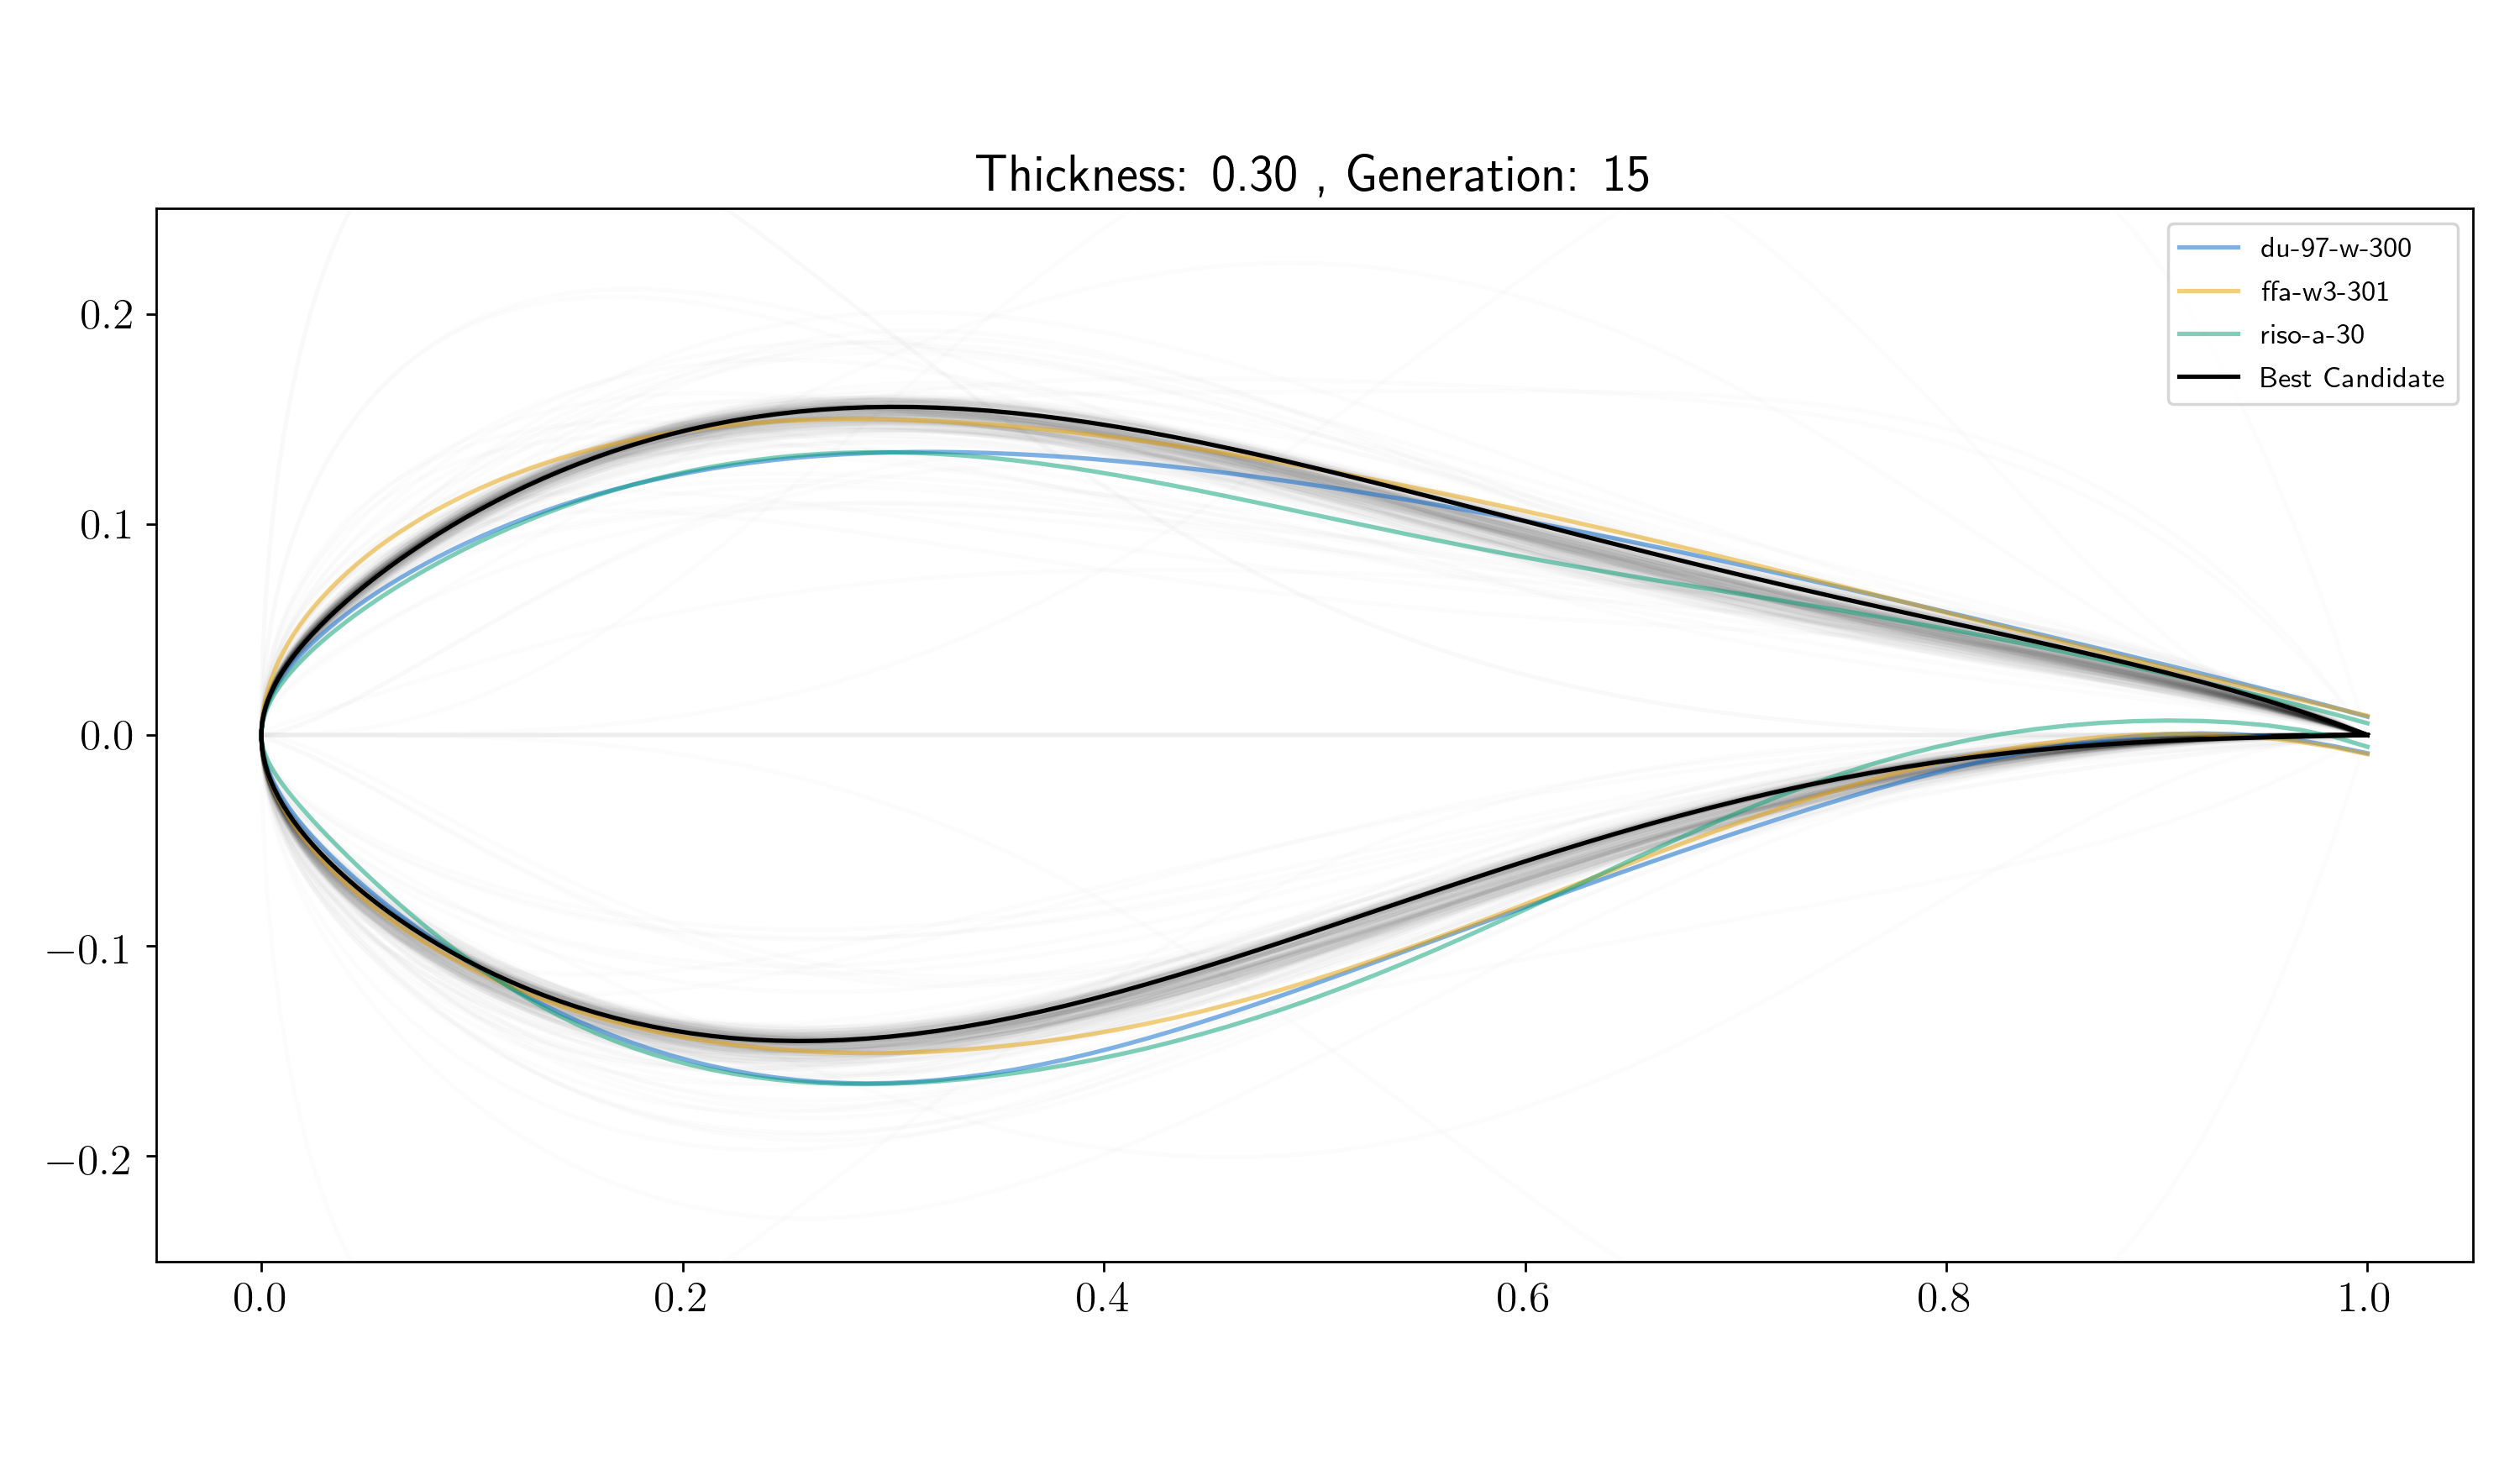 Thickness: 0.30 , Generation: 15
du-97-w-300
ffa-w3-301
riso-a-30
Best Candidate
0.2
0.1
0.0
−0.1
−0.2
0.0 0.2 0.4 0.6 0.8 1.0